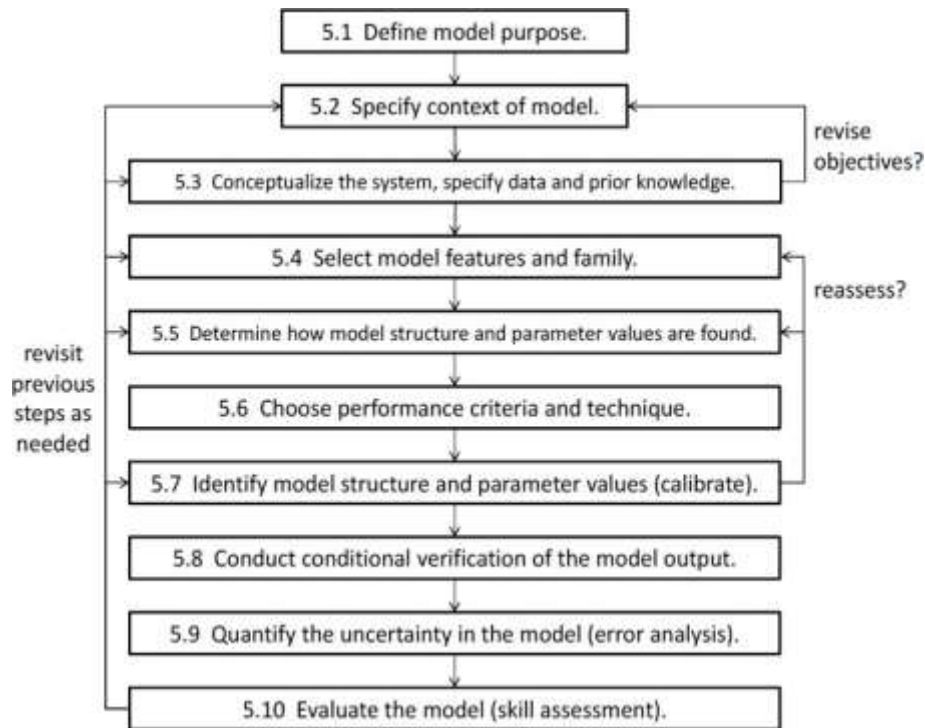 5.1 Define model purpose.
5.2 Specify context of model.
revise
objectives?
5.3 Conceptualize the system, specify data and prior knowledge.
5.4 Select model features and family.
reassess?
5.5 Determine how model structure and parameter values are found.
revisit
previous
steps as
needed
5.6 Choose performance criteria and technique.
5.7 Identify model structure and parameter values (calibrate).
5.8 Conduct conditional verification of the model output.
5.9 Quantify the uncertainty in the model (error analysis).
5.10 Evaluate the model (skill assessment).